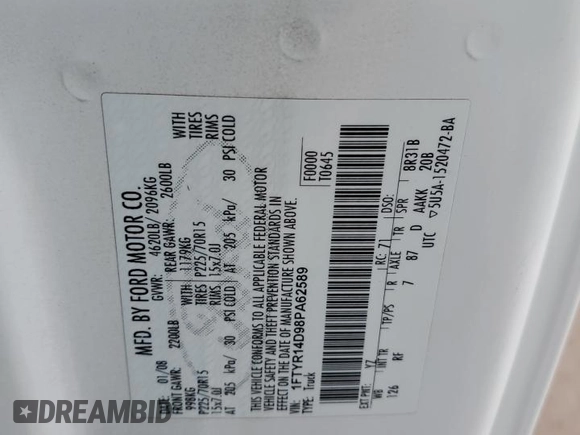 MFD. BY FORD MOTOR CO.
DATE: 01/08 GVWR: 4620LB/ 2096KG
FRONT GAWR: 2200LB REAR GAWR: 2600LB
998KG WITH 1179KG WITH
P225/70R15 TIRES P225/70R15 TIRES
15x7.0J RIMS 15x7.0J RIMS
AT 205 kPa/ 30 PSI COLD AT 205 kPa/ 30 PSI COLD
THIS VEHICLE CONFORMS TO ALL APPLICABLE FEDERAL MOTOR
VEHICLE SAFETY AND THEFT PREVENTION STANDARDS IN
EFFECT ON THE DATE OF MANUFACTURE SHOWN ABOVE.
VIN: 1FTYR14D98PA62589
TYPE: Truck
F0000
T0645
EXT PNT: YZ RC: 71 DSO:
WB INT TR TP/PS R AXLE TR SPR 8R31B
126 RF 7 87 D AAKK 20B
UTC ▽5U5A-1520472-BA
DREAMBID